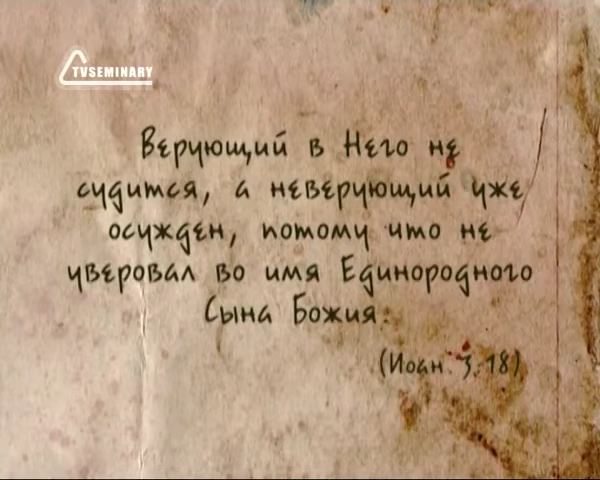 TVSEMINARY
Верующий в Него не
судится, а неверующий уже
осужден, потому что не
уверовал во имя Единородного
Сына Божия.
(Иоан. 3:18)